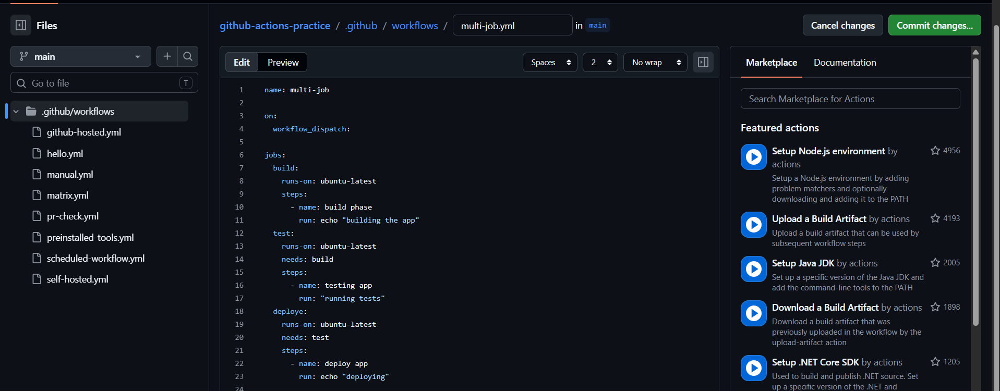 Files
main
Go to file
T
.github/workflows
github-hosted.yml
hello.yml
manual.yml
matrix.yml
pr-check.yml
preinstalled-tools.yml
scheduled-workflow.yml
self-hosted.yml
github-actions-practice / .github / workflows / multi-job.yml in main
Cancel changes
Commit changes...
Edit
Preview
Spaces
2
No wrap
1 name: multi-job
2
3 on:
4   workflow_dispatch:
5
6 jobs:
7   build:
8     runs-on: ubuntu-latest
9     steps:
10       - name: build phase
11         run: echo "building the app"
12   test:
13     runs-on: ubuntu-latest
14     needs: build
15     steps:
16       - name: testing app
17         run: "running tests"
18   deploye:
19     runs-on: ubuntu-latest
20     needs: test
21     steps:
22       - name: deploy app
23         run: echo "deploying"
24
Marketplace
Documentation
Search Marketplace for Actions
Featured actions
Setup Node.js environment by
actions
4956
Setup a Node.js environment by adding
problem matchers and optionally
downloading and adding it to the PATH
Upload a Build Artifact by actions
4193
Upload a build artifact that can be used by
subsequent workflow steps
Setup Java JDK by actions
2005
Set up a specific version of the Java JDK and
add the command-line tools to the PATH
Download a Build Artifact by actions
1898
Download a build artifact that was
previously uploaded in the workflow by the
upload-artifact action
Setup .NET Core SDK by actions
1205
Used to build and publish .NET source. Set
up a specific version of the .NET and